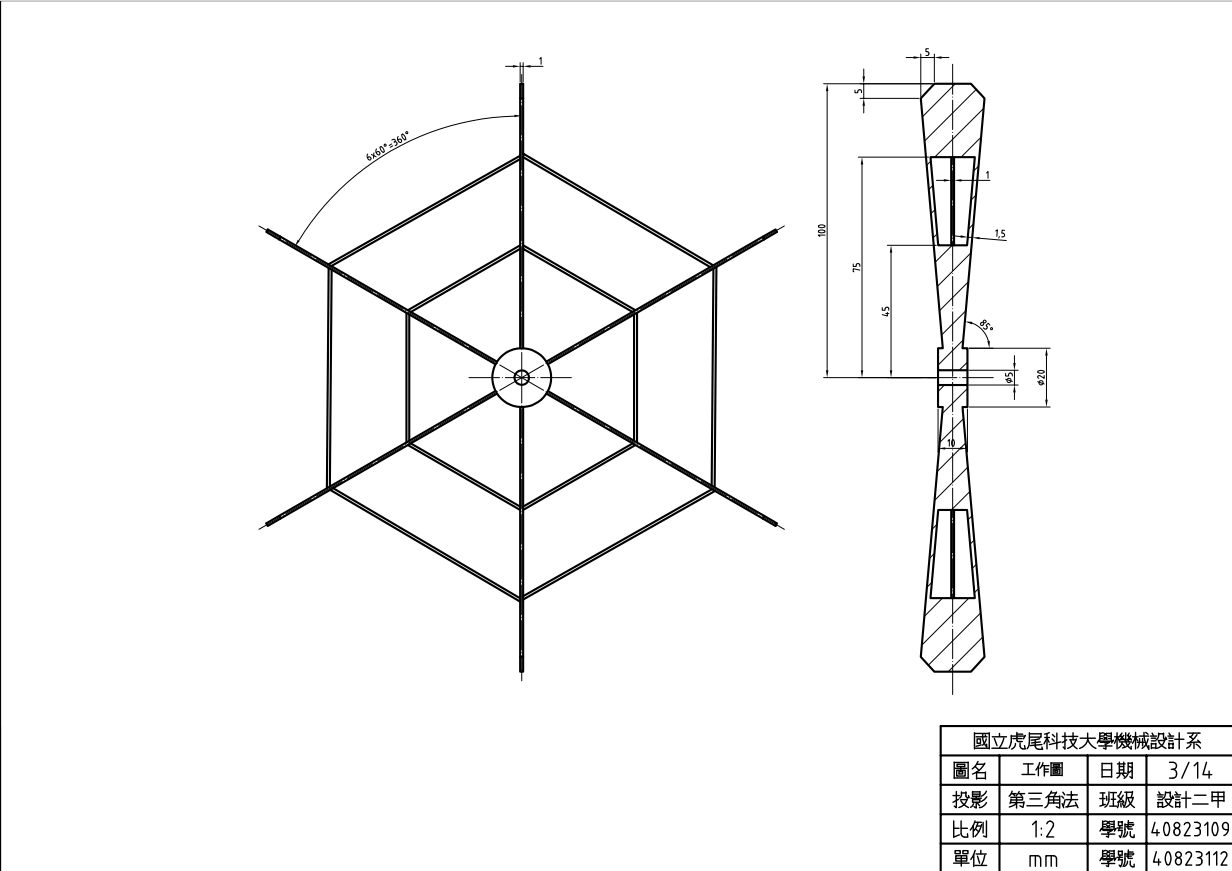 1
6x60°=360°
5
5
1
1,5
100
75
45
85°
ø5
ø20
10
國立虎尾科技大學機械設計系
圖名 工作圖 日期 3/14
投影 第三角法 班級 設計二甲
比例 1:2 學號 40823109
單位 mm 學號 40823112